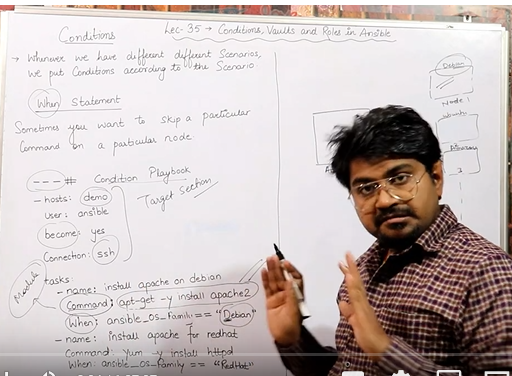 Lec-35 → Conditions, Vaults and Roles in Ansible
Conditions
→ Whenever we have different different Scenarios,
we put Conditions according to the Scenario
When Statement
Sometimes you want to skip a particular
Command on a particular node.
--- # Condition Playbook
- hosts: demo
user: ansible
become: yes
Connection: ssh
Target Section
tasks:
Module
- name: install apache on debian
Command: apt-get -y install apache2
When: ansible_os_Family == "Debian"
- name: install apache for redhat
Command: yum -y install httpd
When: ansible_os_Family == "RedHat"
Debian
Node
Ubuntu